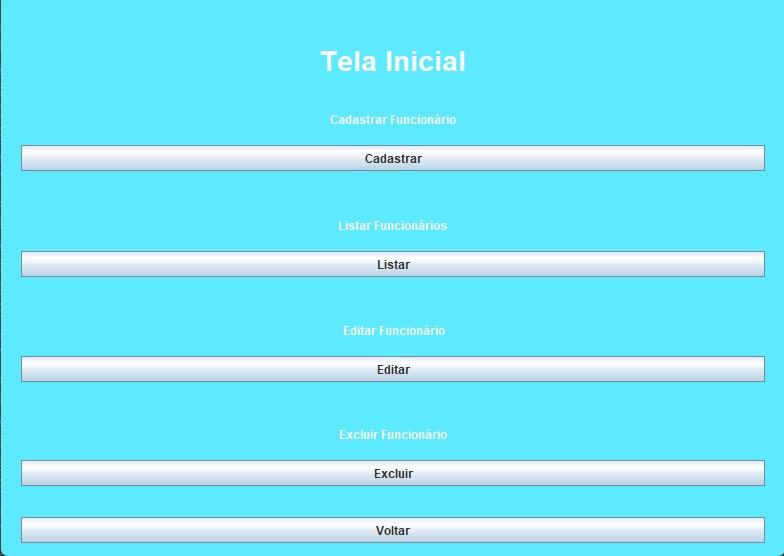 Tela Inicial
Cadastrar Funcionário
Cadastrar
Listar Funcionários
Listar
Editar Funcionário
Editar
Excluir Funcionário
Excluir
Voltar